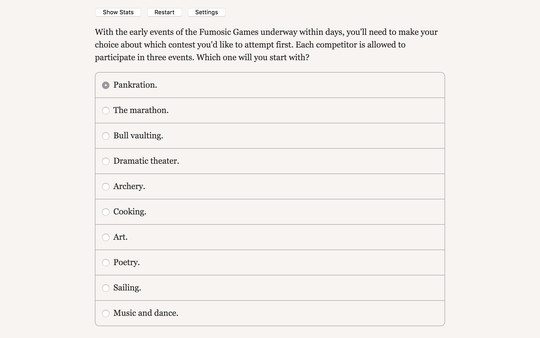 Show Stats Restart Settings
With the early events of the Fumosic Games underway within days, you'll need to make your
choice about which contest you'd like to attempt first. Each competitor is allowed to
participate in three events. Which one will you start with?
Pankration.
The marathon.
Bull vaulting.
Dramatic theater.
Archery.
Cooking.
Art.
Poetry.
Sailing.
Music and dance.